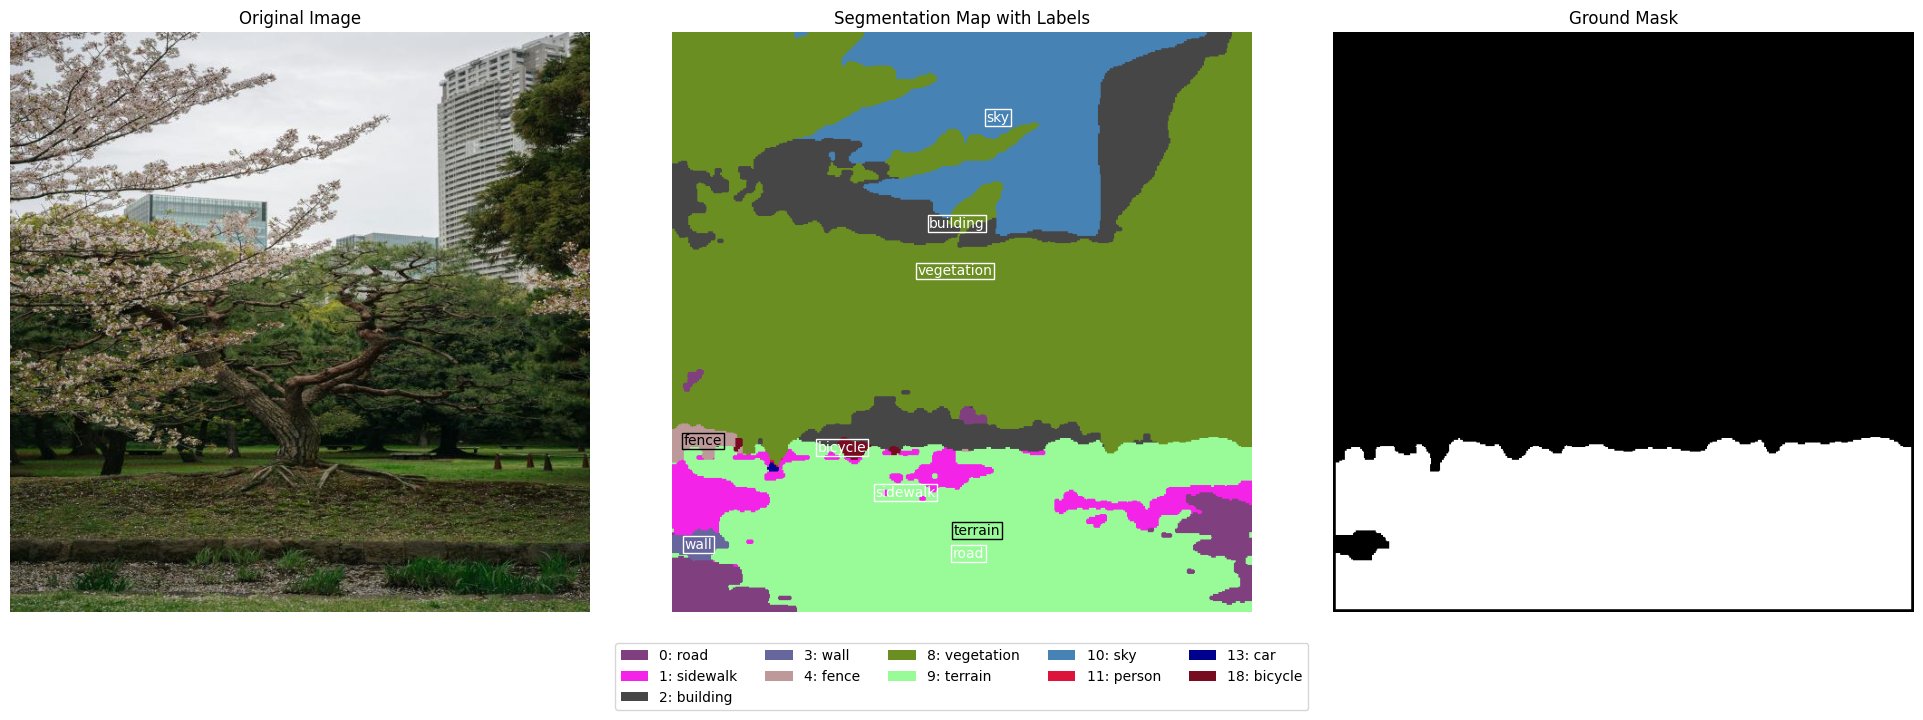 Original Image
Segmentation Map with Labels
Ground Mask
sky
building
vegetation
fence
bicycle
sidewalk
terrain
wall
road
0: road
3: wall
8: vegetation
10: sky
13: car
1: sidewalk
4: fence
9: terrain
11: person
18: bicycle
2: building